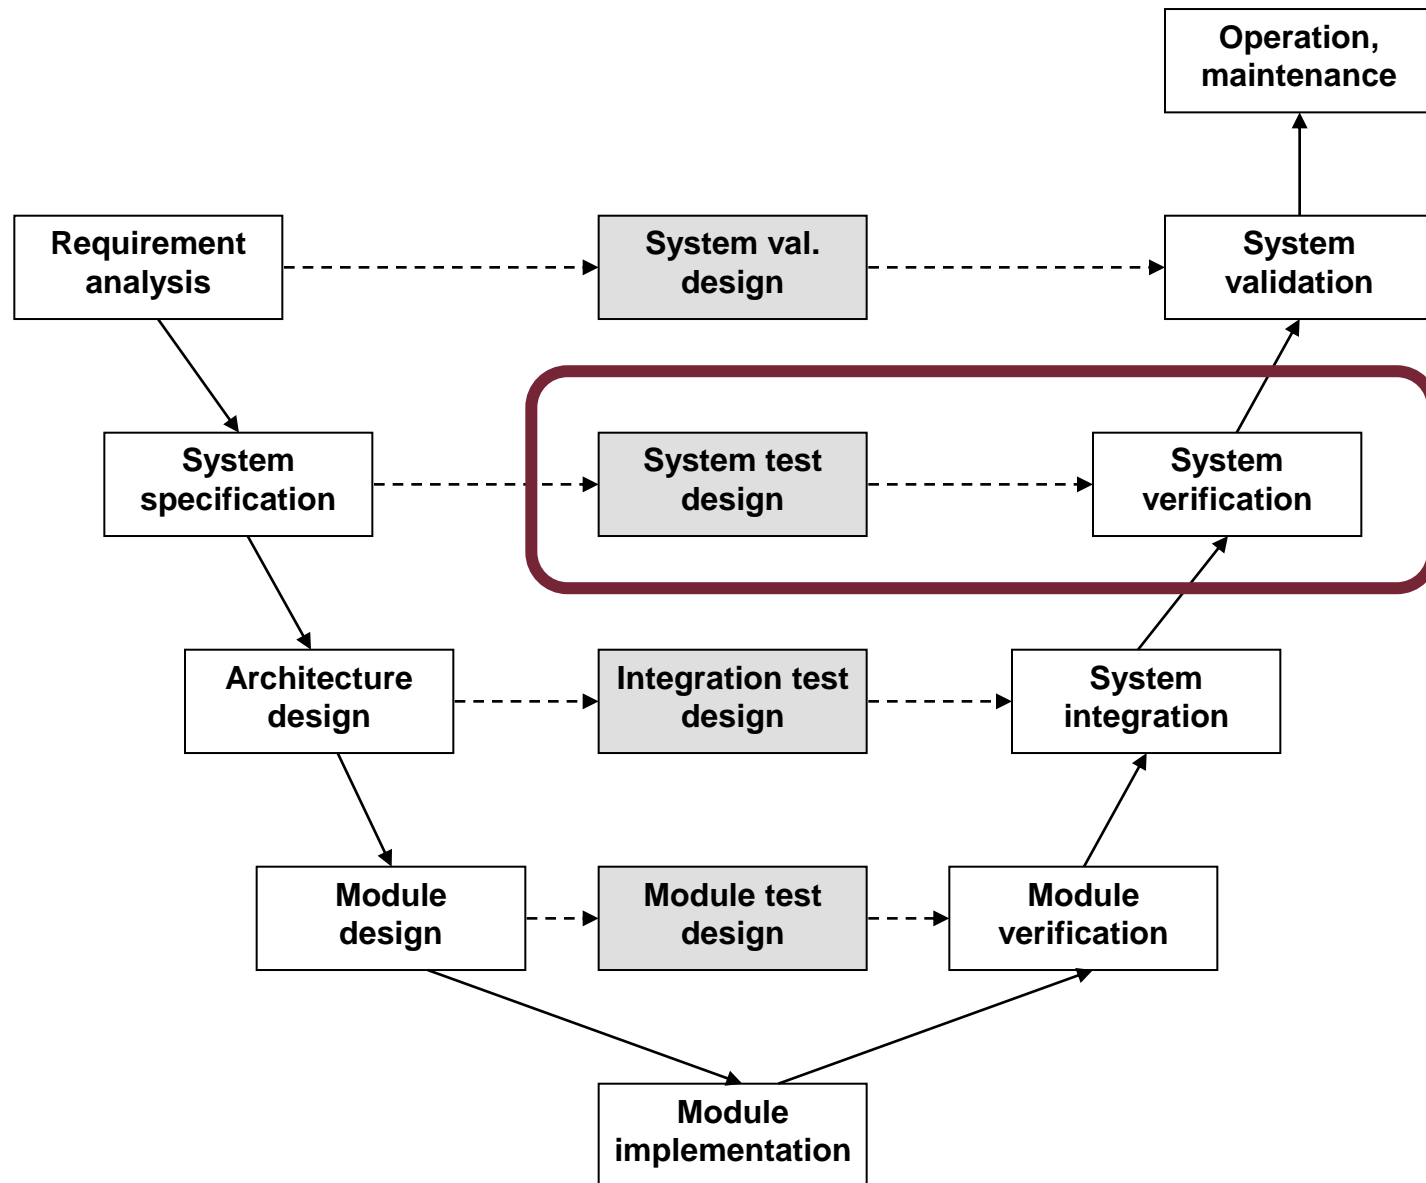 Operation,
maintenance
Requirement
analysis
System val.
design
System
validation
System
specification
System test
design
System
verification
Architecture
design
Integration test
design
System
integration
Module
design
Module test
design
Module
verification
Module
implementation